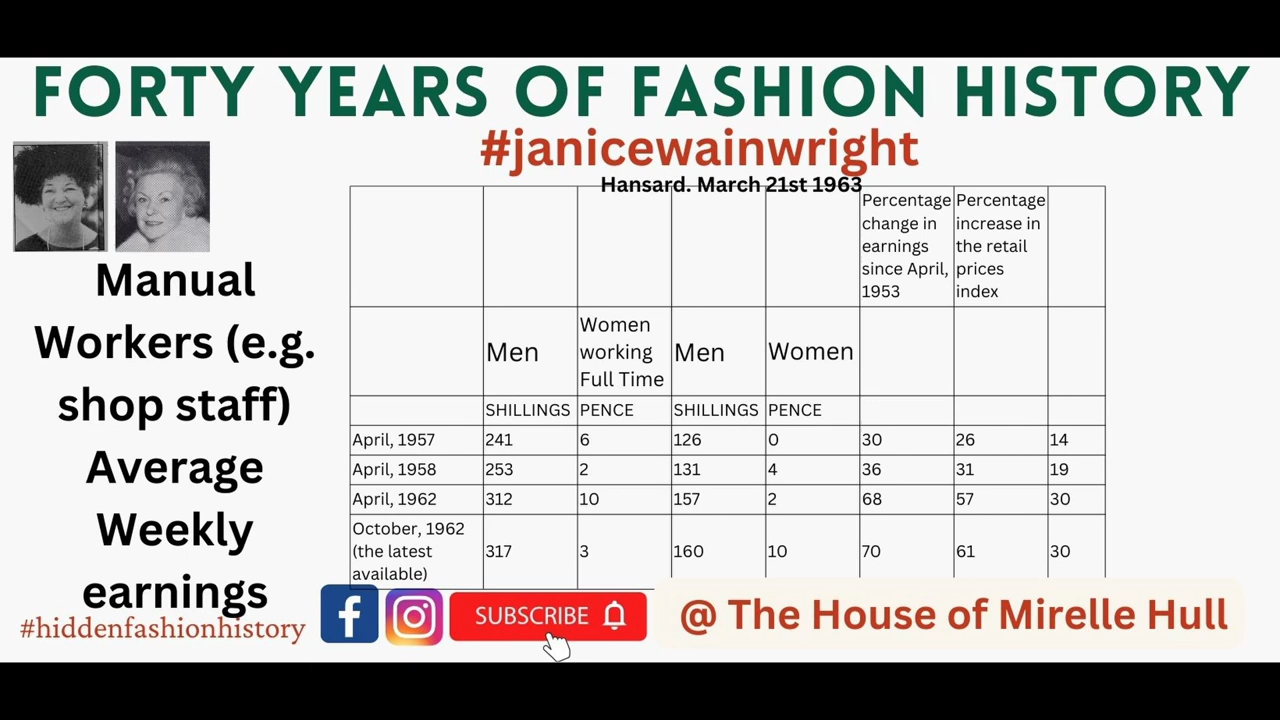 FORTY YEARS OF FASHION HISTORY
#janicewainwright
Hansard. March 21st 1963
Manual
Workers (e.g.
shop staff)
Average
Weekly
earnings
#hiddenfashionhistory
Percentage change in earnings since April, 1953 Percentage increase in the retail prices index
Men Women working Full Time Men Women
SHILLINGS PENCE SHILLINGS PENCE
April, 1957 241 6 126 0 30 26 14
April, 1958 253 2 131 4 36 31 19
April, 1962 312 10 157 2 68 57 30
October, 1962 (the latest available) 317 3 160 10 70 61 30
SUBSCRIBE
@ The House of Mirelle Hull